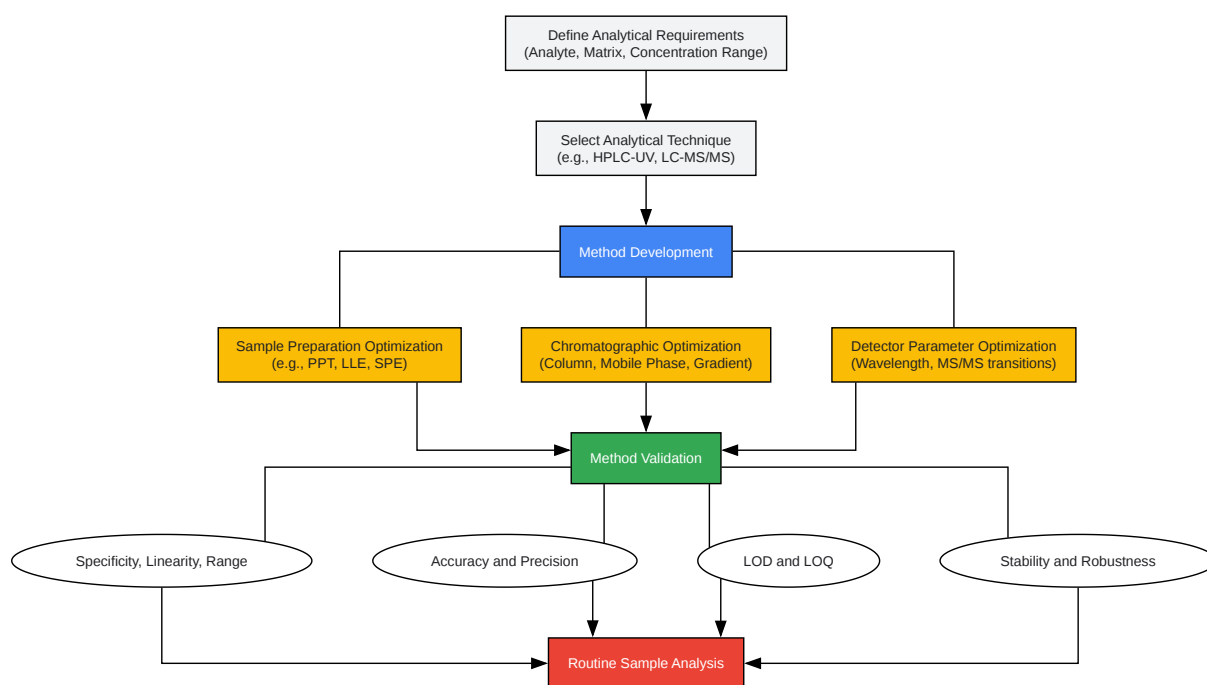 Define Analytical Requirements
(Analyte, Matrix, Concentration Range)
Select Analytical Technique
(e.g., HPLC-UV, LC-MS/MS)
Method Development
Sample Preparation Optimization
(e.g., PPT, LLE, SPE)
Chromatographic Optimization
(Column, Mobile Phase, Gradient)
Detector Parameter Optimization
(Wavelength, MS/MS transitions)
Method Validation
Specificity, Linearity, Range
Accuracy and Precision
LOD and LOQ
Stability and Robustness
Routine Sample Analysis